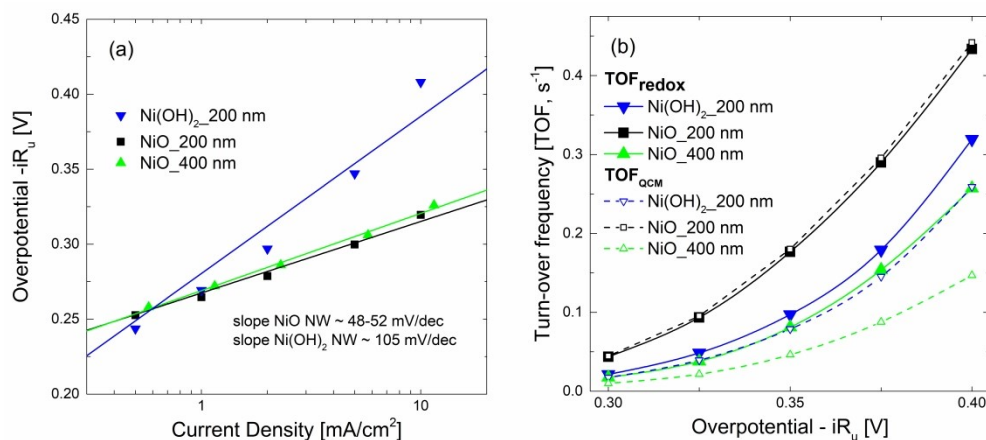 (a)
Overpotential -iRᵤ [V]
0.45
0.40
0.35
0.30
0.25
0.20
Ni(OH)₂_200 nm
NiO_200 nm
NiO_400 nm
slope NiO NW ~ 48-52 mV/dec
slope Ni(OH)₂ NW ~ 105 mV/dec
1
10
Current Density [mA/cm²]
(b)
Turn-over frequency [TOF, s⁻¹]
0.4
0.3
0.2
0.1
0.0
TOFredox
Ni(OH)₂_200 nm
NiO_200 nm
NiO_400 nm
TOFQCM
Ni(OH)₂_200 nm
NiO_200 nm
NiO_400 nm
0.30
0.35
0.40
Overpotential - iRᵤ [V]